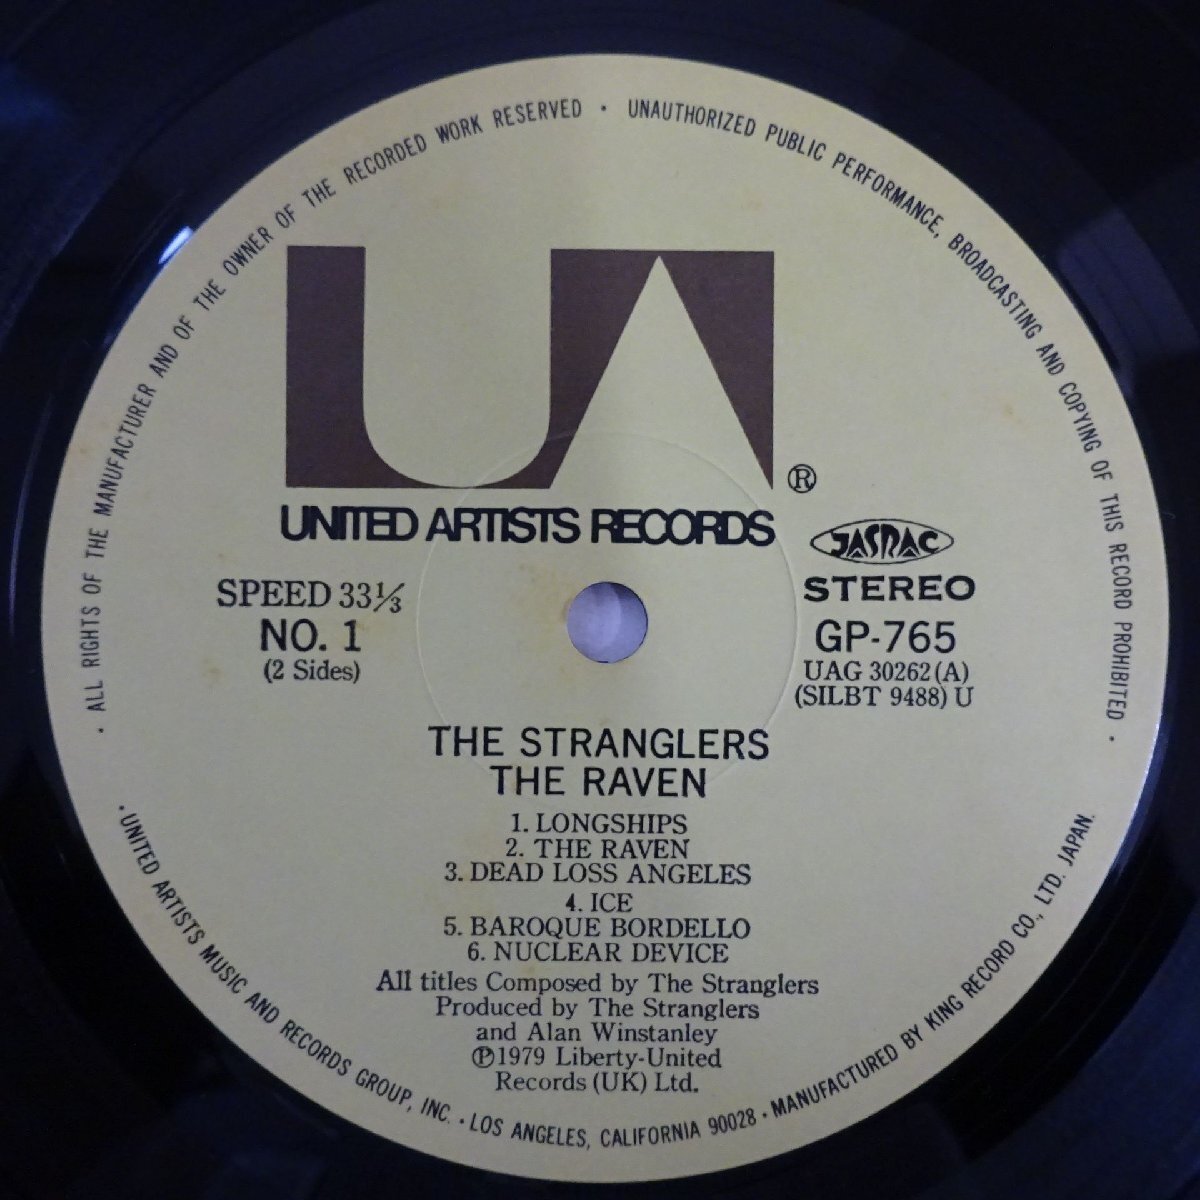 · ALL RIGHTS OF THE MANUFACTURER AND OF THE OWNER OF THE RECORDED WORK RESERVED · UNAUTHORIZED PUBLIC PERFORMANCE, BROADCASTING AND COPYING OF THIS RECORD PROHIBITED ·
UA®
UNITED ARTISTS RECORDS
JASRAC
SPEED 33⅓
STEREO
NO. 1
GP-765
(2 Sides)
UAG 30262(A)
(SILBT 9488) U
THE STRANGLERS
THE RAVEN
1. LONGSHIPS
2. THE RAVEN
3. DEAD LOSS ANGELES
4. ICE
5. BAROQUE BORDELLO
6. NUCLEAR DEVICE
All titles Composed by The Stranglers
Produced by The Stranglers
and Alan Winstanley
℗1979 Liberty-United
Records (UK) Ltd.
· UNITED ARTISTS MUSIC AND RECORDS GROUP, INC. · LOS ANGELES, CALIFORNIA 90028 · MANUFACTURED BY KING RECORD CO., LTD. JAPAN.